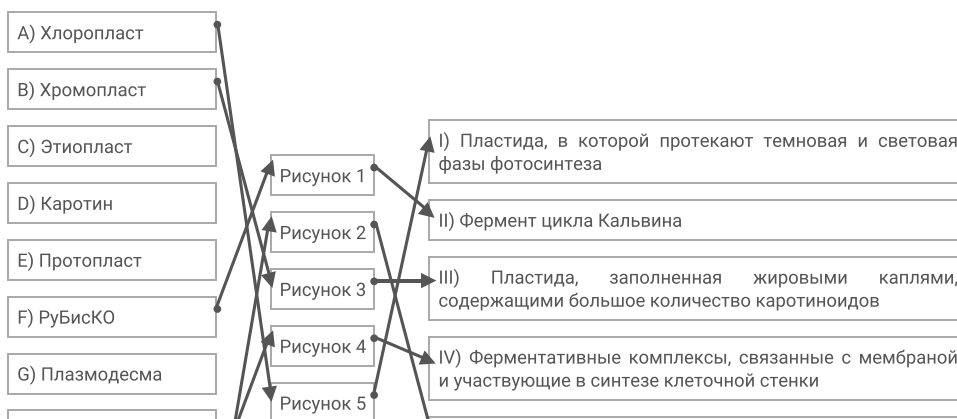 A) Хлоропласт
B) Хромопласт
C) Этиопласт
D) Каротин
E) Протопласт
F) РуБисКО
G) Плазмодесма
Рисунок 1
Рисунок 2
Рисунок 3
Рисунок 4
Рисунок 5
I) Пластида, в которой протекают темновая и световая
фазы фотосинтеза
II) Фермент цикла Кальвина
III) Пластида, заполненная жировыми каплями,
содержащими большое количество каротиноидов
IV) Ферментативные комплексы, связанные с мембраной
и участвующие в синтезе клеточной стенки